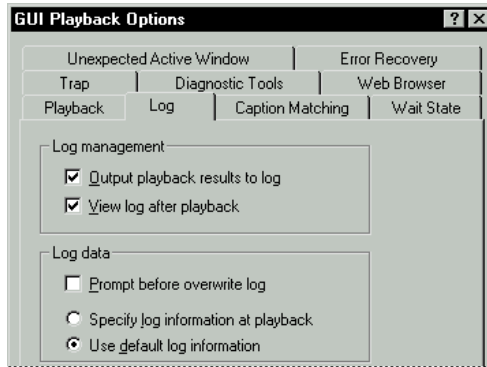 GUI Playback Options
Unexpected Active Window Error Recovery
Trap Diagnostic Tools Web Browser
Playback Log Caption Matching Wait State
Log management
Output playback results to log
View log after playback
Log data
Prompt before overwrite log
Specify log information at playback
Use default log information